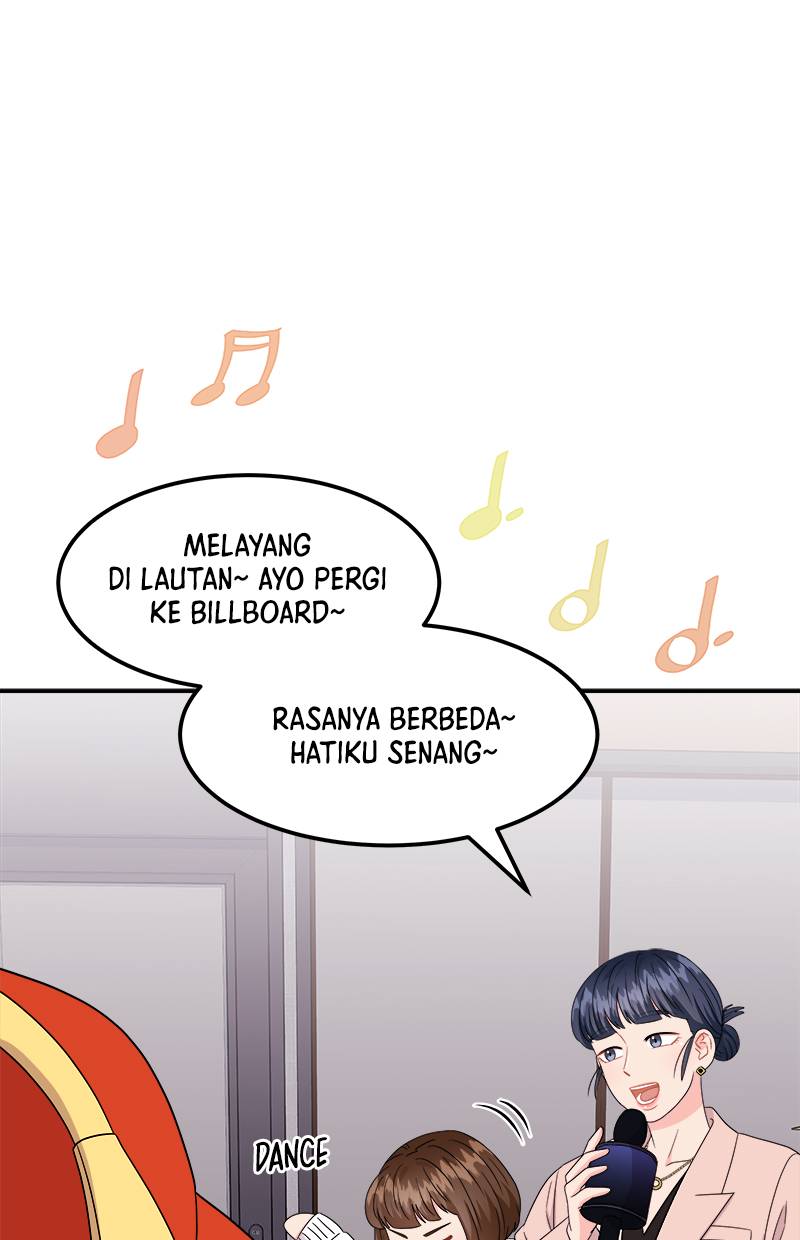 MELAYANG
DI LAUTAN~ AYO PERGI
KE BILLBOARD~
RASANYA BERBEDA~
HATIKU SENANG~
DANCE